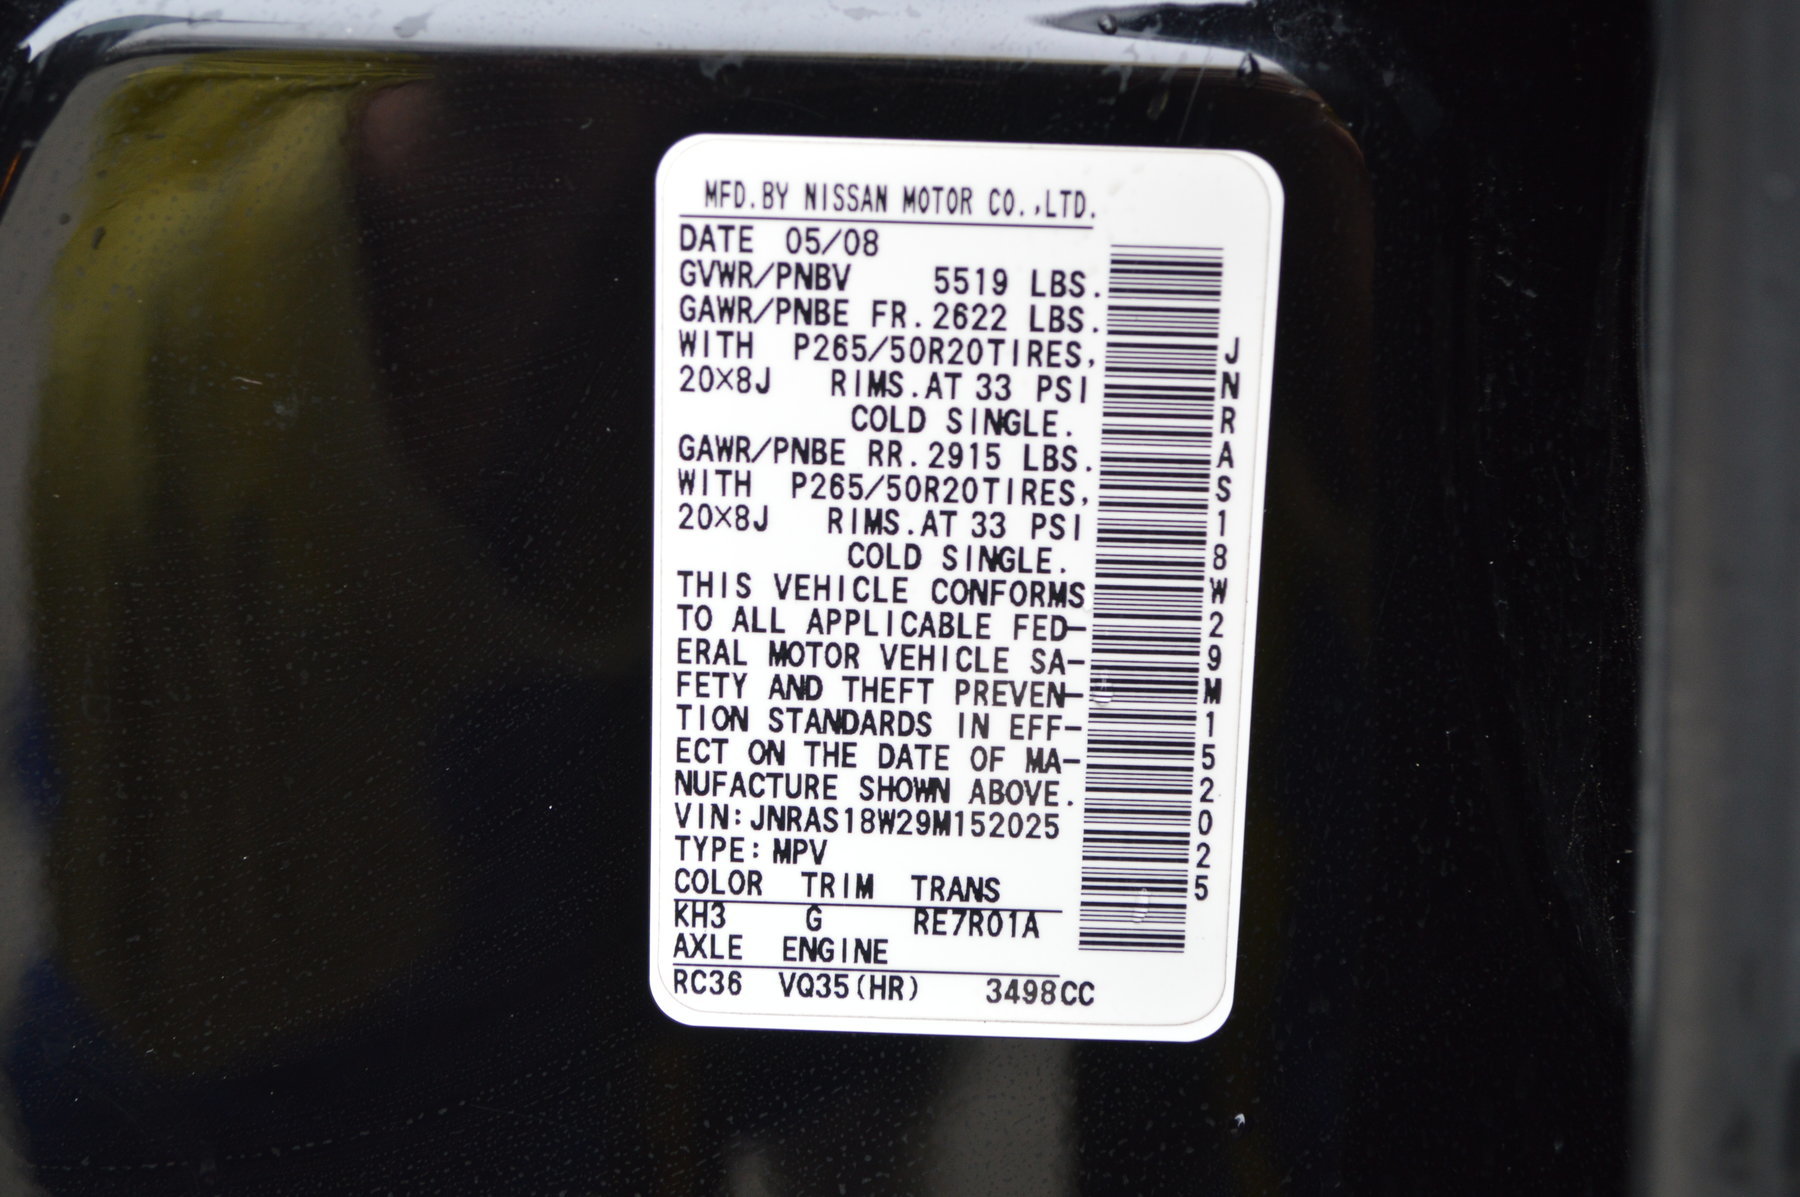 MFD.BY NISSAN MOTOR CO.,LTD.
DATE 05/08
GVWR/PNBV 5519 LBS.
GAWR/PNBE FR.2622 LBS.
WITH P265/50R20TIRES,
20×8J RIMS.AT 33 PSI
COLD SINGLE.
GAWR/PNBE RR.2915 LBS.
WITH P265/50R20TIRES,
20×8J RIMS.AT 33 PSI
COLD SINGLE.
THIS VEHICLE CONFORMS
TO ALL APPLICABLE FED-
ERAL MOTOR VEHICLE SA-
FETY AND THEFT PREVEN-
TION STANDARDS IN EFF-
ECT ON THE DATE OF MA-
NUFACTURE SHOWN ABOVE.
VIN:JNRAS18W29M152025
TYPE:MPV
COLOR TRIM TRANS
KH3 G RE7R01A
AXLE ENGINE
RC36 VQ35(HR) 3498CC
JNRAS18W29M152025